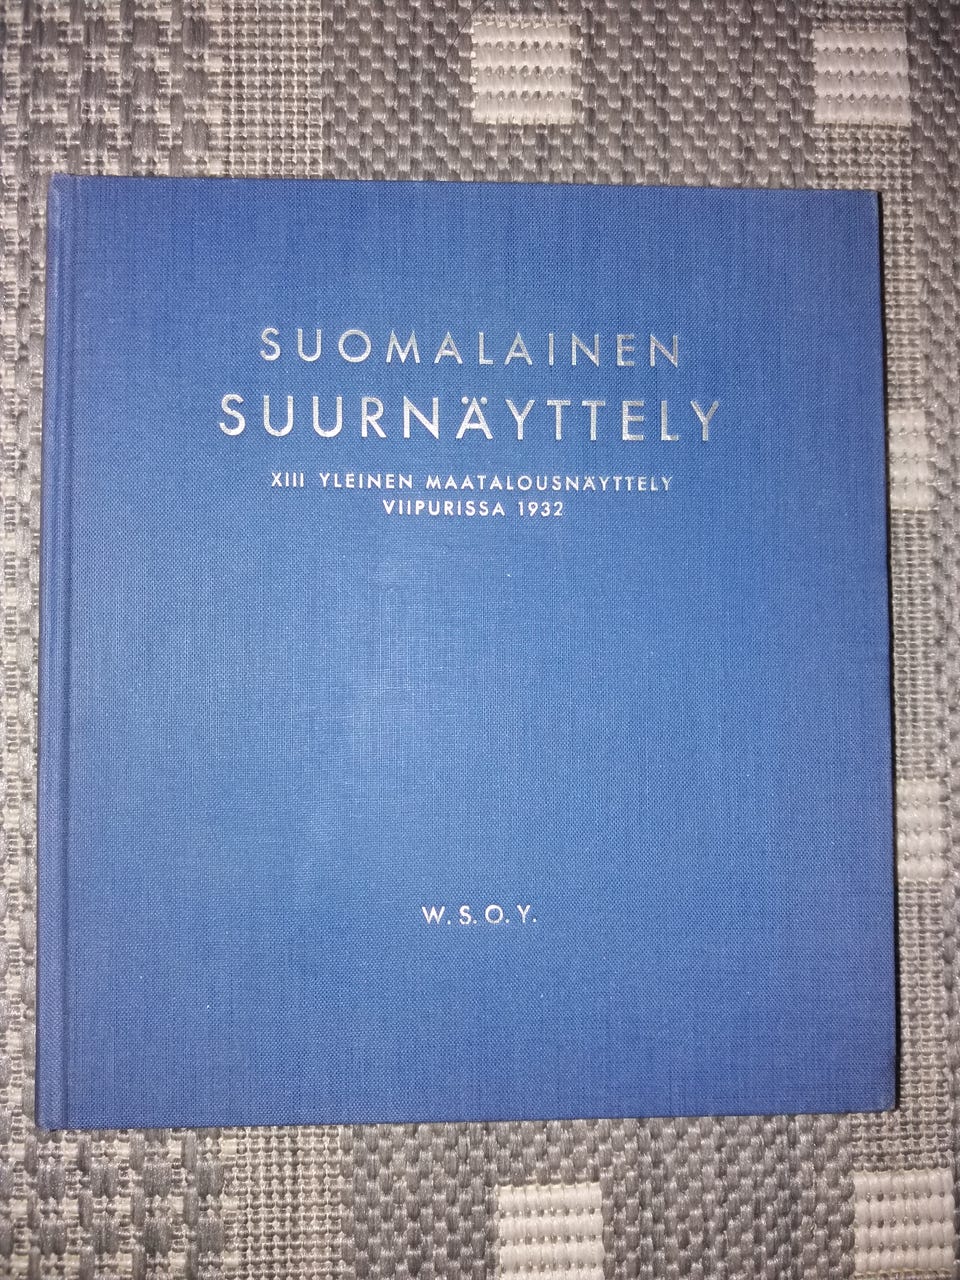 SUOMALAINEN
SUURNÄYTTELY
XIII YLEINEN MAATALOUSNÄYTTELY
VIIPURISSA 1932
W. S. O. Y.